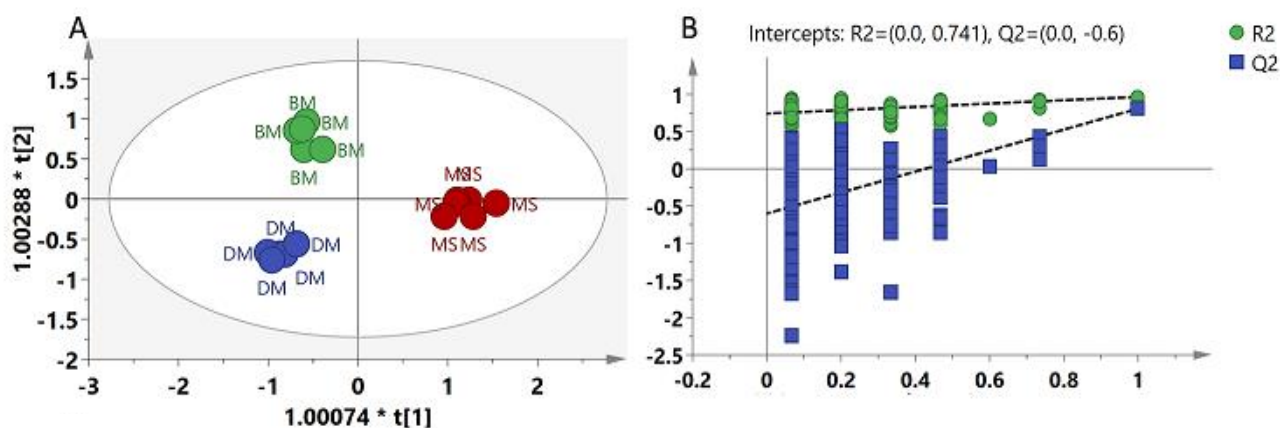 A
1.5
1
0.5
0
-0.5
-1
-1.5
-2
-3
-2
-1
0
1
2
1.00288 * t[2]
1.00074 * t[1]
BM
BM
BM
BM
BM
DM
DM
DM
DM
DM
MS
MS
MS
MS
MS
MS
B
Intercepts: R2=(0.0, 0.741), Q2=(0.0, -0.6)
R2
Q2
1
0.5
0
-0.5
-1
-1.5
-2
-2.5
-0.2
0
0.2
0.4
0.6
0.8
1